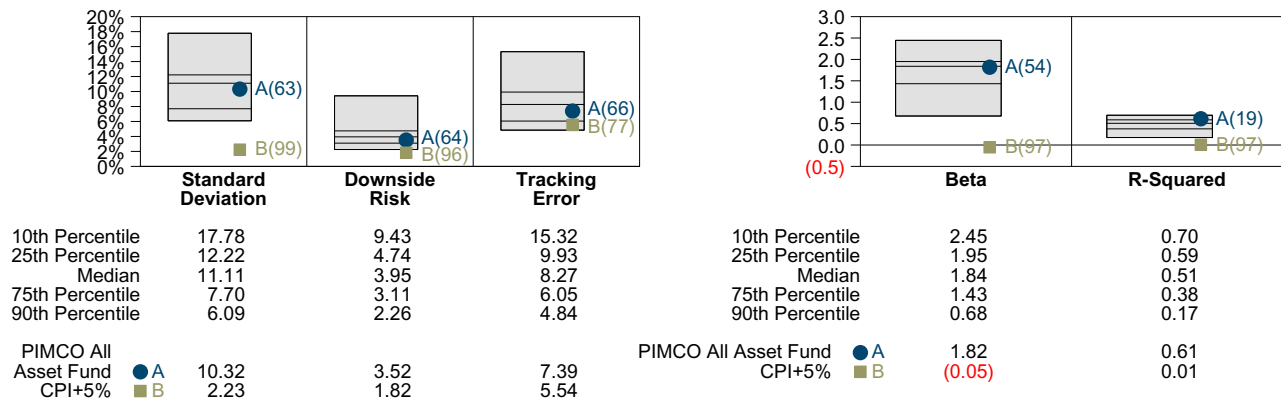 20%
18%
16%
14%
12%
10%
8%
6%
4%
2%
0%
A(63)
B(99)
A(64)
B(96)
A(66)
B(77)
Standard Deviation
Downside Risk
Tracking Error
10th Percentile 17.78 9.43 15.32
25th Percentile 12.22 4.74 9.93
Median 11.11 3.95 8.27
75th Percentile 7.70 3.11 6.05
90th Percentile 6.09 2.26 4.84
PIMCO All
Asset Fund A 10.32 3.52 7.39
CPI+5% B 2.23 1.82 5.54
3.0
2.5
2.0
1.5
1.0
0.5
0.0
(0.5)
A(54)
B(97)
A(19)
B(97)
Beta R-Squared
10th Percentile 2.45 0.70
25th Percentile 1.95 0.59
Median 1.84 0.51
75th Percentile 1.43 0.38
90th Percentile 0.68 0.17
PIMCO All Asset Fund A 1.82 0.61
CPI+5% B (0.05) 0.01